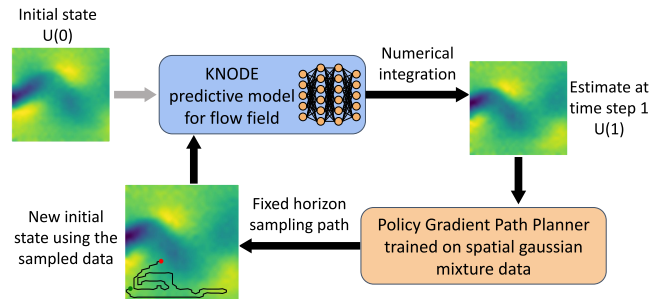 Initial state
U(0)
KNODE
predictive model
for flow field
Numerical
integration
Estimate at
time step 1
U(1)
New initial
state using the
sampled data
Fixed horizon
sampling path
Policy Gradient Path Planner
trained on spatial gaussian
mixture data